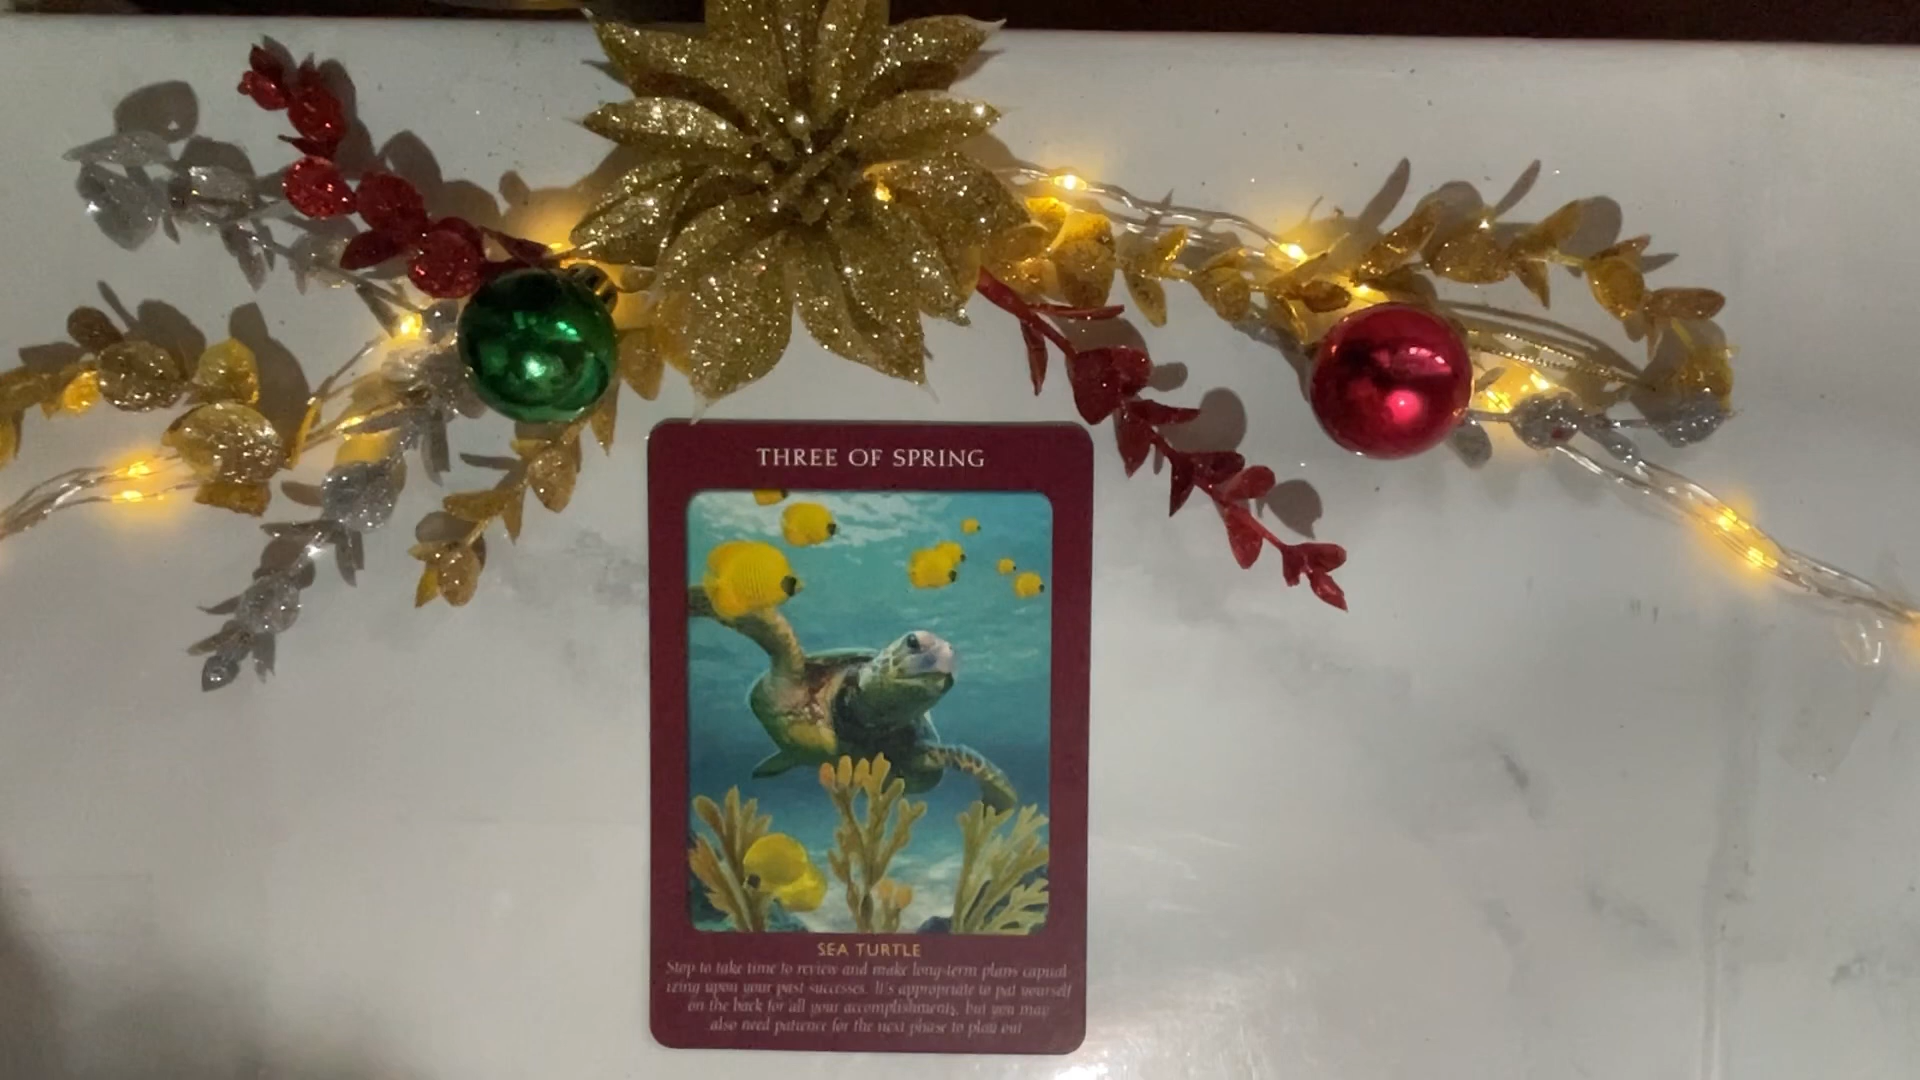 THREE OF SPRING
SEA TURTLE
Stop to take time to review and make long-term plans capital
izing upon your past successes. It's appropriate to pat yourself
on the back for all your accomplishments, but you may
also need patience for the next phase to play out